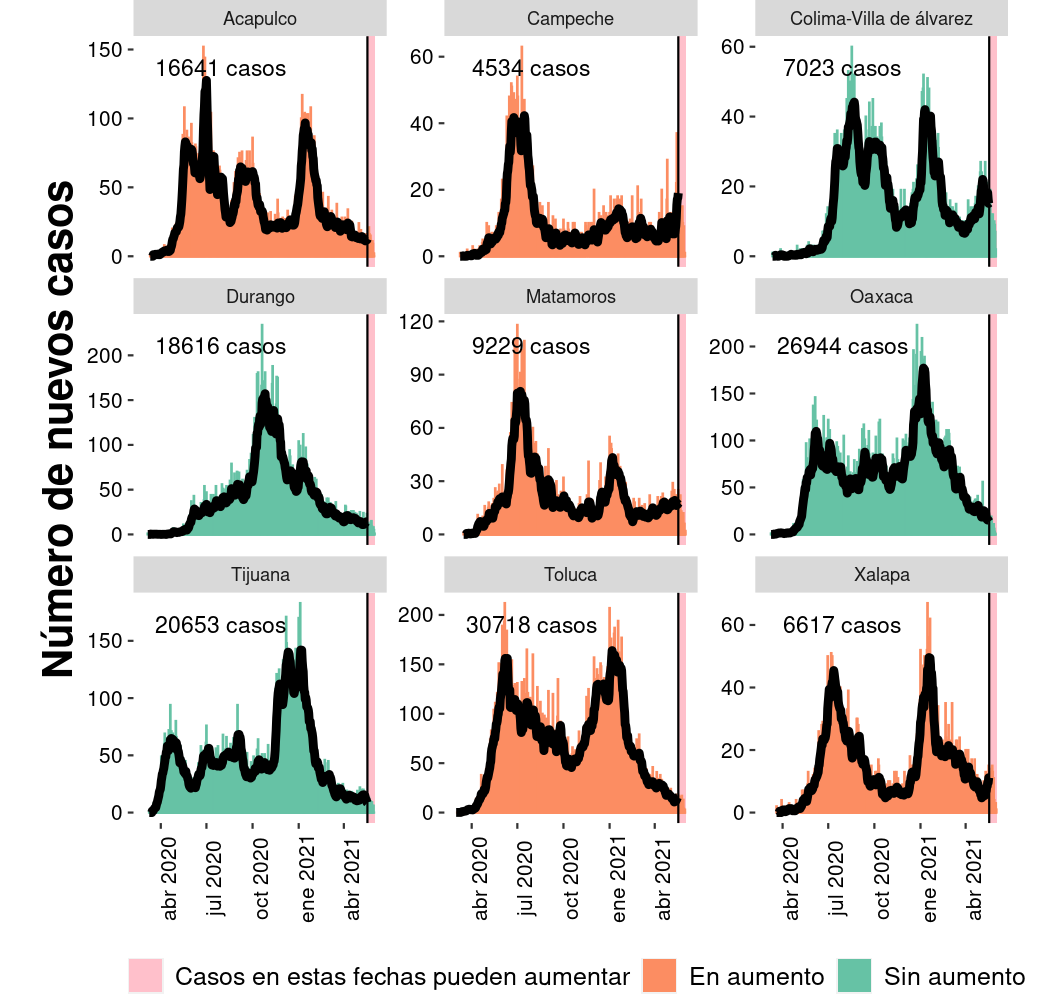 Número de nuevos casos
Acapulco
Campeche
Colima-Villa de álvarez
150
100
50
0
16641 casos
60
40
20
0
4534 casos
60
40
20
0
7023 casos
Durango
Matamoros
Oaxaca
200
150
100
50
0
18616 casos
120
90
60
30
0
9229 casos
200
150
100
50
0
26944 casos
Tijuana
Toluca
Xalapa
150
100
50
0
20653 casos
200
150
100
50
0
30718 casos
60
40
20
0
6617 casos
abr 2020
jul 2020
oct 2020
ene 2021
abr 2021
abr 2020
jul 2020
oct 2020
ene 2021
abr 2021
abr 2020
jul 2020
oct 2020
ene 2021
abr 2021
Casos en estas fechas pueden aumentar
En aumento
Sin aumento